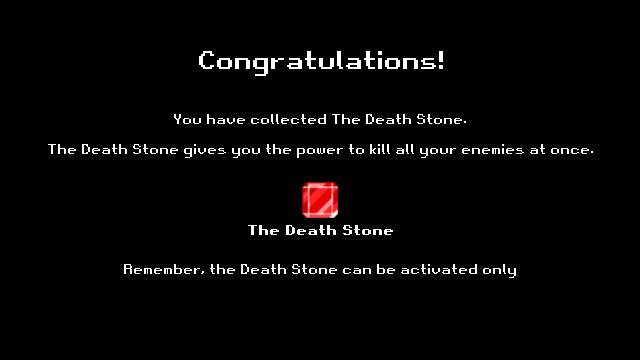 Congratulations!
You have collected The Death Stone.
The Death Stone gives you the power to kill all your enemies at once.
The Death Stone
Remember, the Death Stone can be activated only